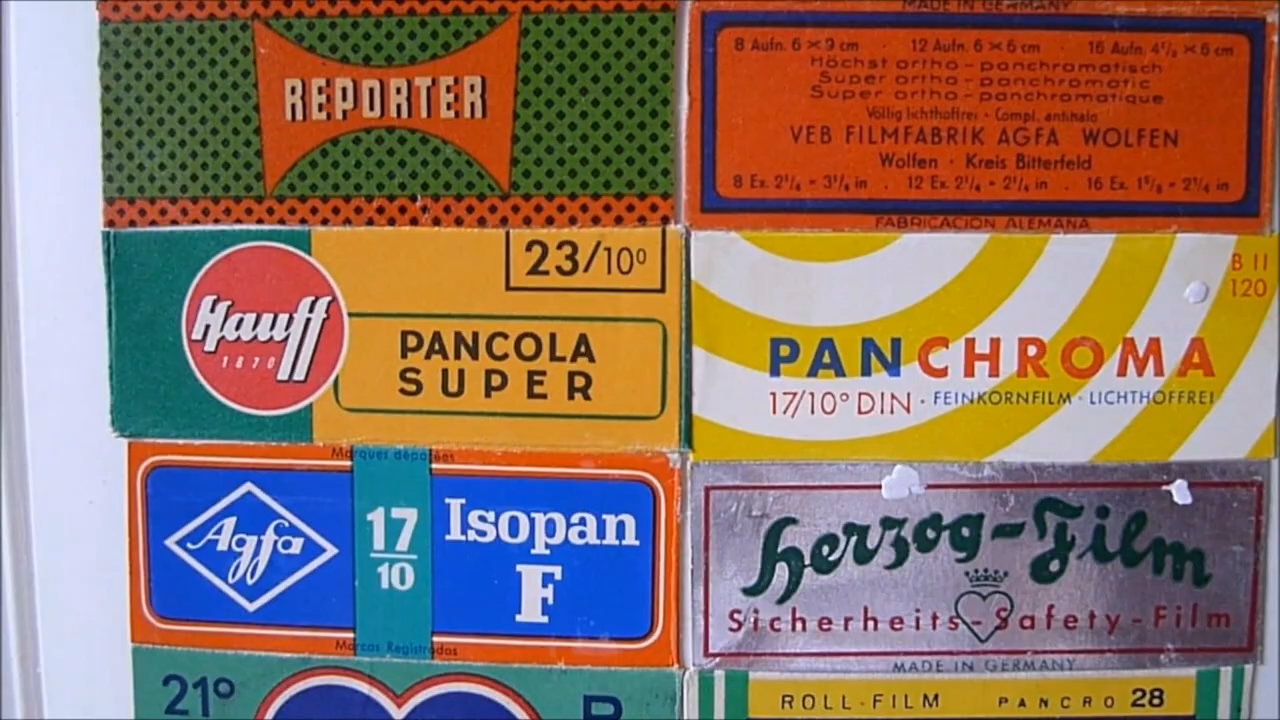 REPORTER
MADE IN GERMANY
8 Aufn. 6 × 9 cm · 12 Aufn. 6 × 6 cm · 16 Aufn. 4½ × 6 cm
Höchst ortho-panchromatisch
Super ortho-panchromatic
Super ortho-panchromatique
Völlig lichthoffrei · Compl. antihalo
VEB FILMFABRIK AGFA WOLFEN
Wolfen · Kreis Bitterfeld
8 Ex. 2¼ × 3¼ in . 12 Ex. 2¼ × 2¼ in . 16 Ex. 1⅝ × 2¼ in
FABRICACION ALEMANA
Hauff
1870
23/10°
PANCOLA
SUPER
B II
120
PANCHROMA
17/10° DIN · FEINKORNFILM · LICHTHOFFREI
Marques déposées
Agfa
17
10
Isopan
F
Marcas Registradas
Herzog-Film
Sicherheits-Safety-Film
MADE IN GERMANY
21°
ROLL-FILM PANCRO 28